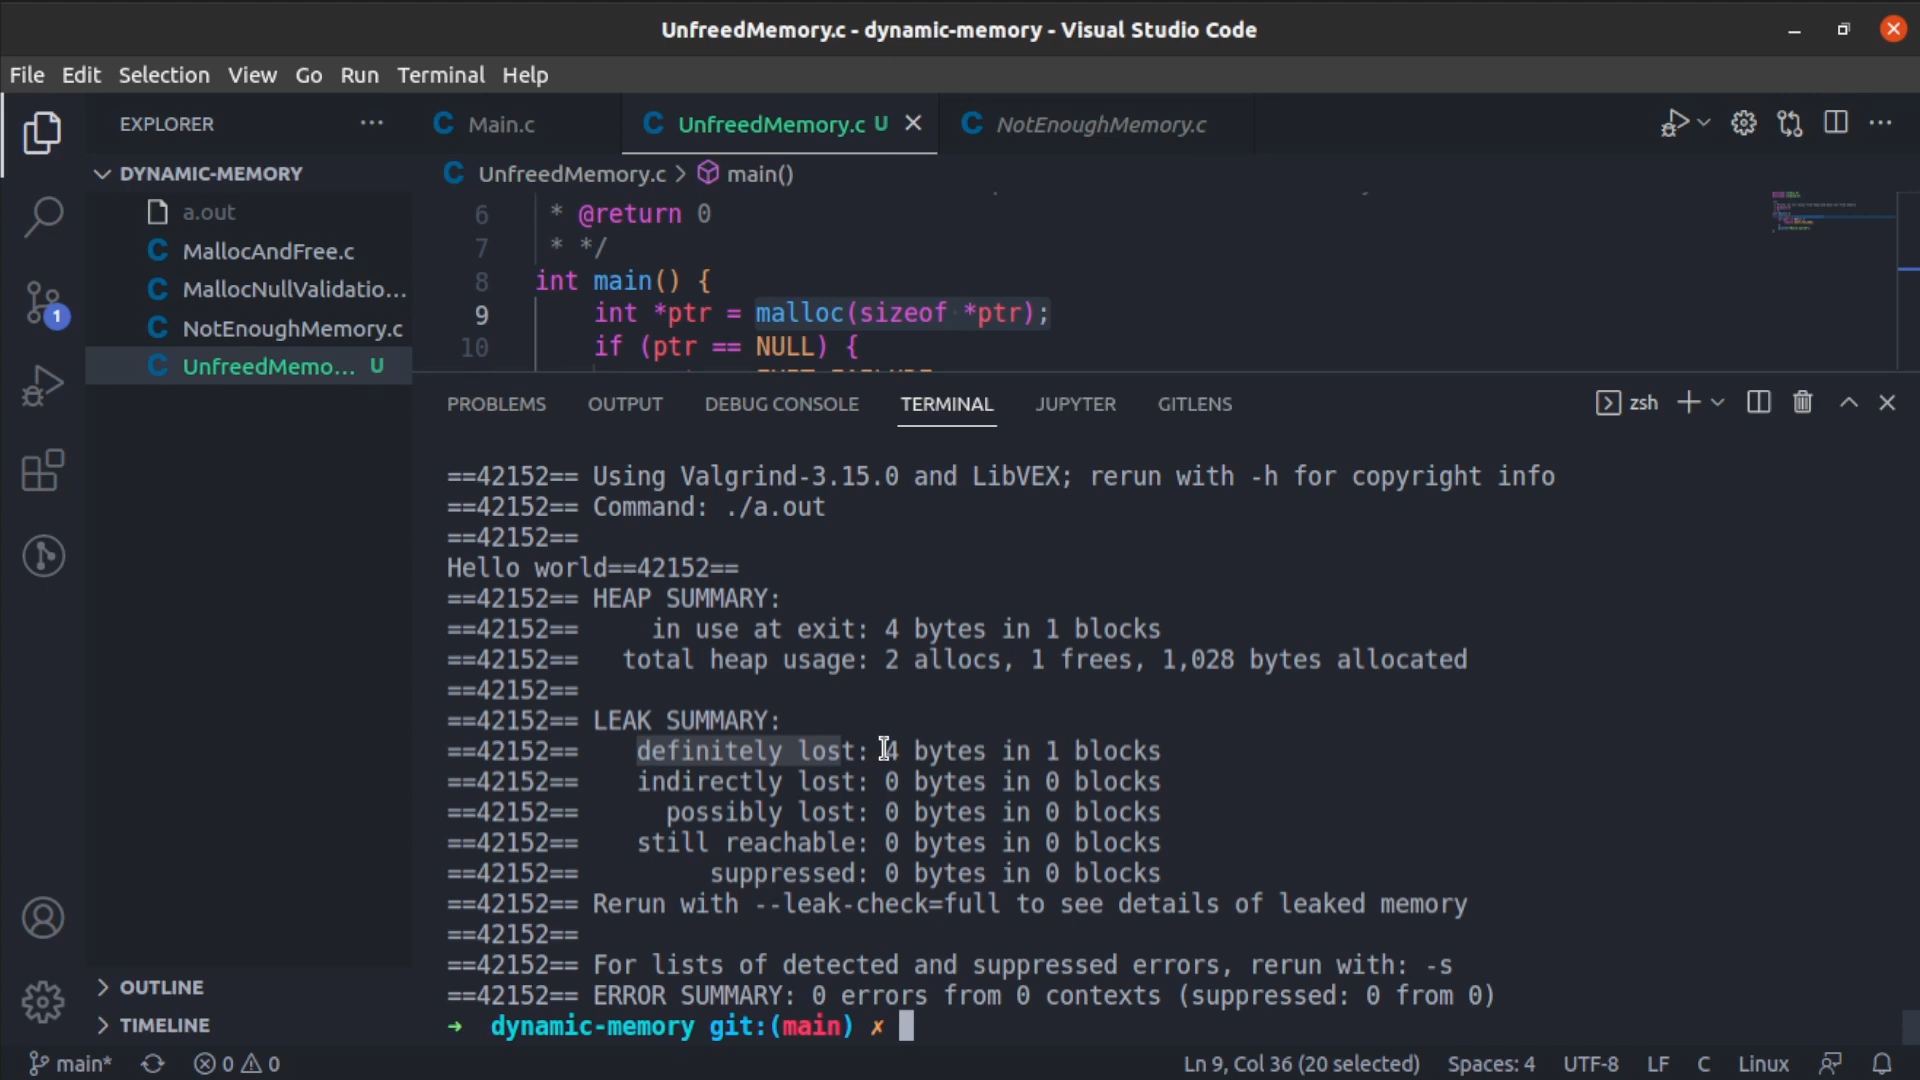 UnfreedMemory.c - dynamic-memory - Visual Studio Code
File Edit Selection View Go Run Terminal Help
EXPLORER
Main.c
UnfreedMemory.c U
NotEnoughMemory.c
DYNAMIC-MEMORY
a.out
MallocAndFree.c
MallocNullValidatio...
NotEnoughMemory.c
UnfreedMemo... U
OUTLINE
TIMELINE
1
UnfreedMemory.c > main()
6 * @return 0
7 * */
8 int main() {
9 int *ptr = malloc(sizeof *ptr);
10 if (ptr == NULL) {
PROBLEMS OUTPUT DEBUG CONSOLE TERMINAL JUPYTER GITLENS
zsh
==42152== Using Valgrind-3.15.0 and LibVEX; rerun with -h for copyright info
==42152== Command: ./a.out
==42152==
Hello world==42152==
==42152== HEAP SUMMARY:
==42152== in use at exit: 4 bytes in 1 blocks
==42152== total heap usage: 2 allocs, 1 frees, 1,028 bytes allocated
==42152==
==42152== LEAK SUMMARY:
==42152== definitely lost: 4 bytes in 1 blocks
==42152== indirectly lost: 0 bytes in 0 blocks
==42152== possibly lost: 0 bytes in 0 blocks
==42152== still reachable: 0 bytes in 0 blocks
==42152== suppressed: 0 bytes in 0 blocks
==42152== Rerun with --leak-check=full to see details of leaked memory
==42152==
==42152== For lists of detected and suppressed errors, rerun with: -s
==42152== ERROR SUMMARY: 0 errors from 0 contexts (suppressed: 0 from 0)
→ dynamic-memory git:(main) ✗
main* 0 0 Ln 9, Col 36 (20 selected) Spaces: 4 UTF-8 LF C Linux